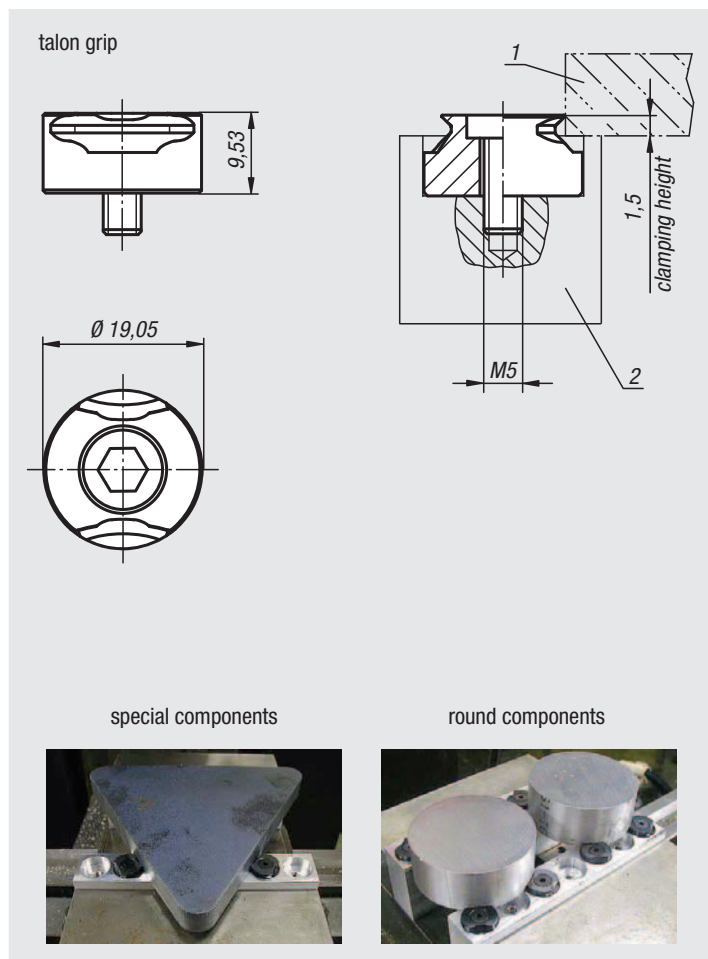 talon grip
1
9,53
1,5
clamping height
Ø 19,05
M5
2
special components
round components